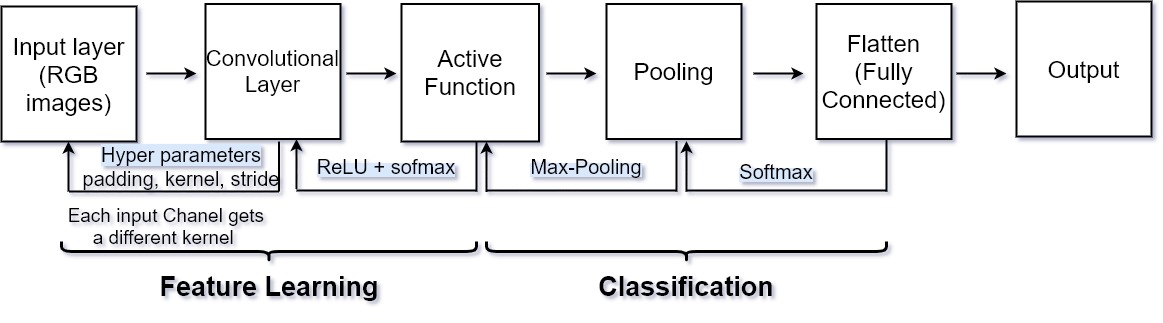 Input layer
(RGB
images)
Convolutional
Layer
Active
Function
Pooling
Flatten
(Fully
Connected)
Output
Hyper parameters
padding, kernel, stride
ReLU + sofmax
Max-Pooling
Softmax
Each input Chanel gets
a different kernel
Feature Learning
Classification